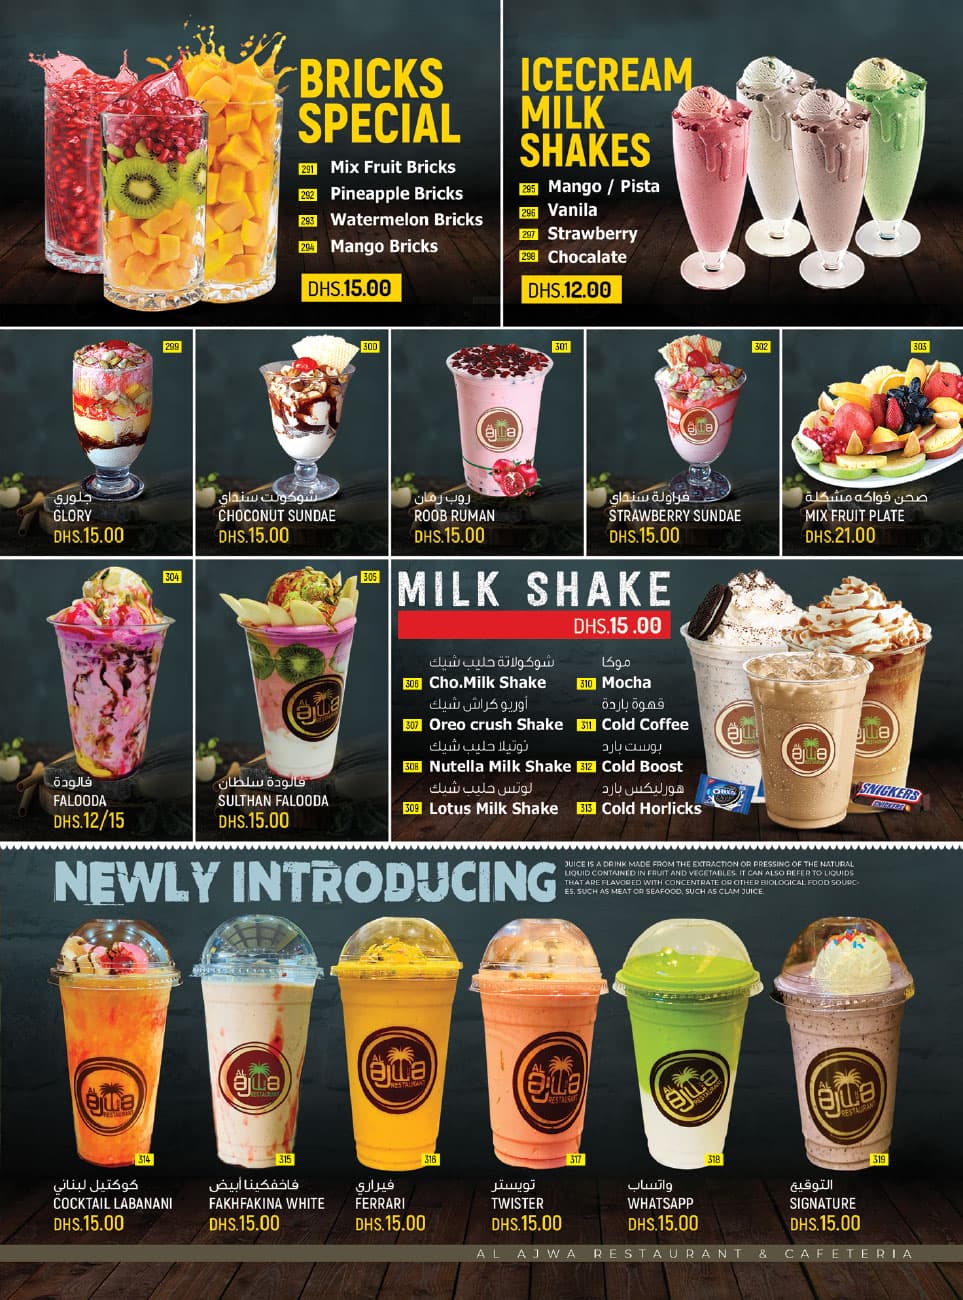 BRICKS
SPECIAL
291 Mix Fruit Bricks
292 Pineapple Bricks
293 Watermelon Bricks
294 Mango Bricks
DHS.15.00
ICECREAM
MILK
SHAKES
295 Mango / Pista
296 Vanila
297 Strawberry
298 Chocalate
DHS.12.00
299
جلوري
GLORY
DHS.15.00
300
شوكونت سنداي
CHOCONUT SUNDAE
DHS.15.00
301
روب رمان
ROOB RUMAN
DHS.15.00
302
فراولة سنداي
STRAWBERRY SUNDAE
DHS.15.00
303
صحن فواكه مشكلة
MIX FRUIT PLATE
DHS.21.00
304
فالودة
FALOODA
DHS.12/15
305
فالودة سلطان
SULTHAN FALOODA
DHS.15.00
MILK SHAKE
DHS.15 .00
شوكولاتة حليب شيك
306 Cho.Milk Shake
أوريو كراش شيك
307 Oreo crush Shake
نوتيلا حليب شيك
308 Nutella Milk Shake
لوتس حليب شيك
309 Lotus Milk Shake
موكا
310 Mocha
قهوة باردة
311 Cold Coffee
بوست بارد
312 Cold Boost
هورليكس بارد
313 Cold Horlicks
AL
ajwa
RESTAURANT
OREO
SNICKERS
NEWLY INTRODUCING
JUICE IS A DRINK MADE FROM THE EXTRACTION OR PRESSING OF THE NATURAL
LIQUID CONTAINED IN FRUIT AND VEGETABLES. IT CAN ALSO REFER TO LIQUIDS
THAT ARE FLAVORED WITH CONCENTRATE OR OTHER BIOLOGICAL FOOD SOURC-
ES, SUCH AS MEAT OR SEAFOOD, SUCH AS CLAM JUICE.
314
كوكتيل لبناني
COCKTAIL LABANANI
DHS.15.00
315
فاخفكينا أبيض
FAKHFAKINA WHITE
DHS.15.00
316
فيراري
FERRARI
DHS.15.00
317
تويستر
TWISTER
DHS.15.00
318
واتساب
WHATSAPP
DHS.15.00
319
التوقيع
SIGNATURE
DHS.15.00
AL AJWA RESTAURANT & CAFETERIA